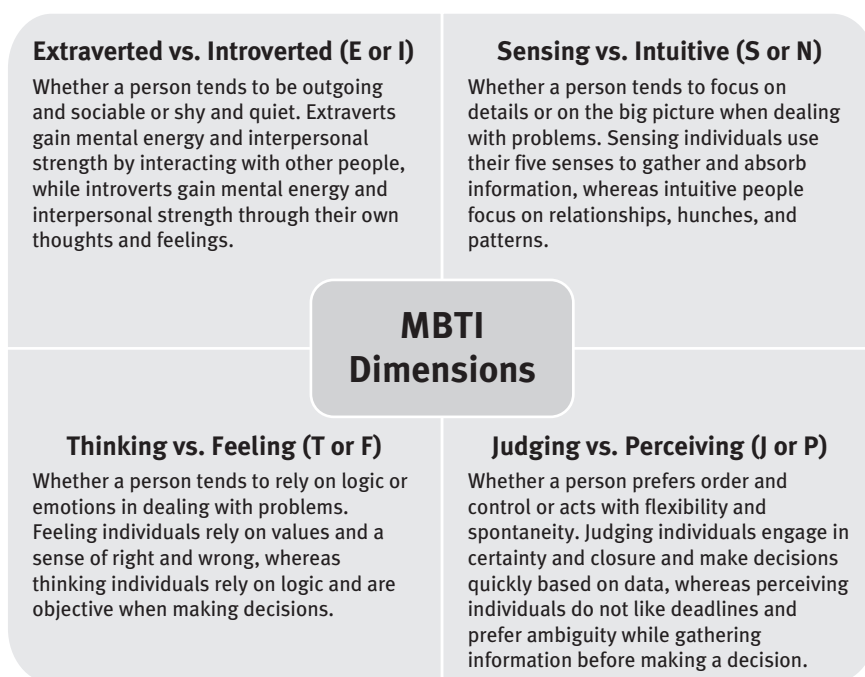 Extraverted vs. Introverted (E or I)
Whether a person tends to be outgoing
and sociable or shy and quiet. Extraverts
gain mental energy and interpersonal
strength by interacting with other people,
while introverts gain mental energy and
interpersonal strength through their own
thoughts and feelings.
Sensing vs. Intuitive (S or N)
Whether a person tends to focus on
details or on the big picture when dealing
with problems. Sensing individuals use
their five senses to gather and absorb
information, whereas intuitive people
focus on relationships, hunches, and
patterns.
MBTI
Dimensions
Thinking vs. Feeling (T or F)
Whether a person tends to rely on logic or
emotions in dealing with problems.
Feeling individuals rely on values and a
sense of right and wrong, whereas
thinking individuals rely on logic and are
objective when making decisions.
Judging vs. Perceiving (J or P)
Whether a person prefers order and
control or acts with flexibility and
spontaneity. Judging individuals engage in
certainty and closure and make decisions
quickly based on data, whereas perceiving
individuals do not like deadlines and
prefer ambiguity while gathering
information before making a decision.